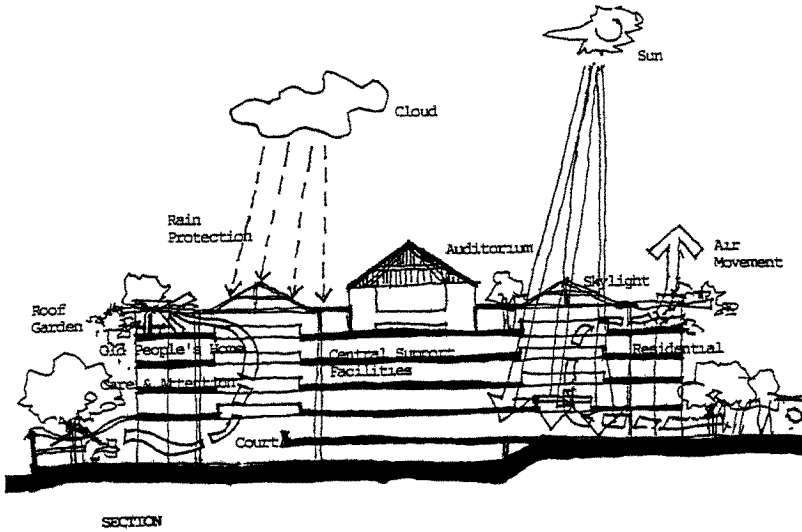 Sun
Cloud
Rain
Protection
Auditorium
Air
Movement
Skylight
Roof
Garden
Old People's Home
Central Support
Facilities
Residential
Care & Attention
Court
SECTION